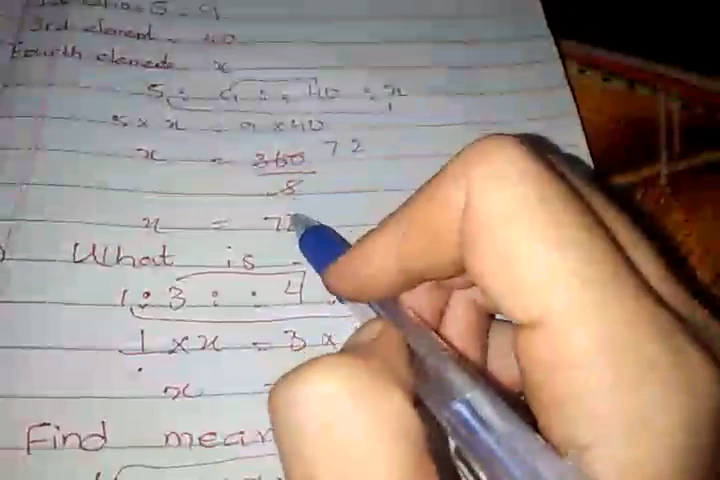 3rd element = 40
Fourth element x
5 : 9 : : 40 : x
5 x x = 9 x 40
x = 360 72
5
x = 72
What is
1 : 3 : : 4
1 x x = 3 x
x =
Find mean